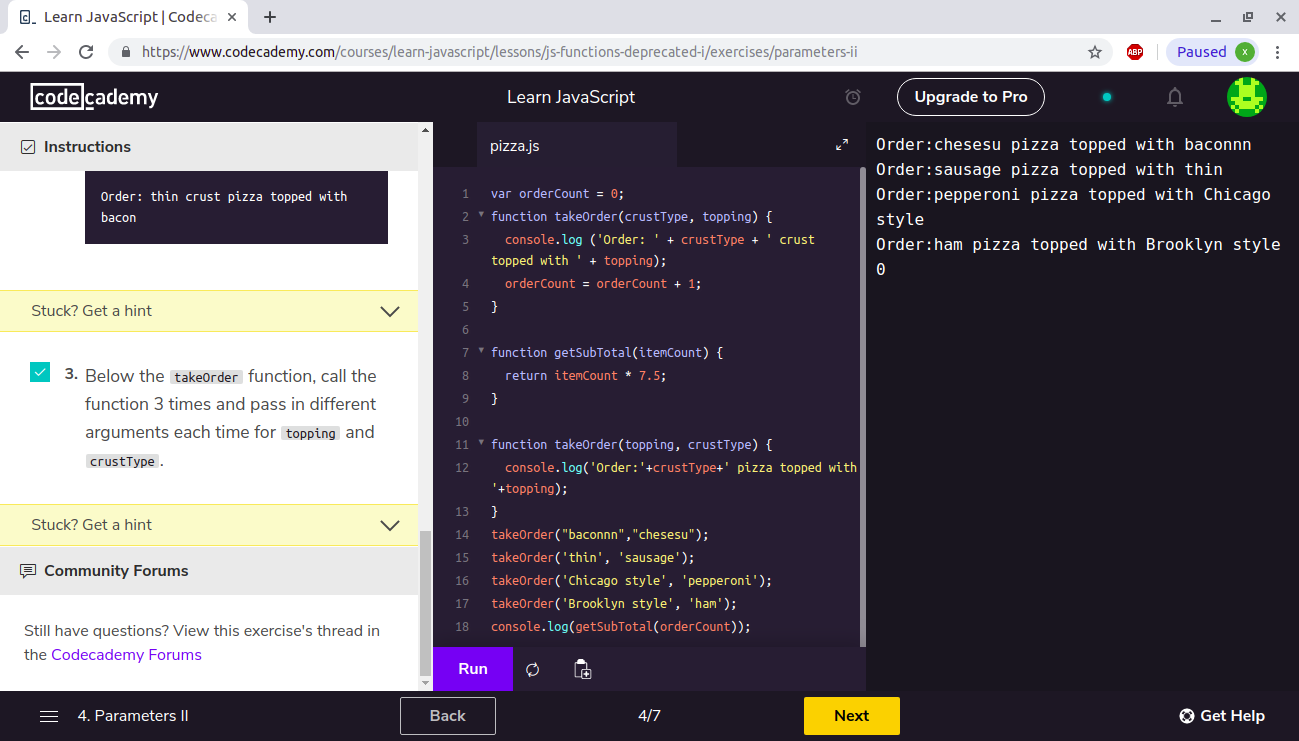 Learn JavaScript | Codeca
https://www.codecademy.com/courses/learn-javascript/lessons/js-functions-deprecated-i/exercises/parameters-ii
ABP
Paused
x
codecademy
Learn JavaScript
Upgrade to Pro
Instructions
Order: thin crust pizza topped with
bacon
Stuck? Get a hint
3. Below the takeOrder function, call the
function 3 times and pass in different
arguments each time for topping and
crustType.
Stuck? Get a hint
Community Forums
Still have questions? View this exercise's thread in
the Codecademy Forums
pizza.js
1 var orderCount = 0;
2 function takeOrder(crustType, topping) {
3 console.log ('Order: ' + crustType + ' crust
topped with ' + topping);
4 orderCount = orderCount + 1;
5 }
6
7 function getSubTotal(itemCount) {
8 return itemCount * 7.5;
9 }
10
11 function takeOrder(topping, crustType) {
12 console.log('Order:'+crustType+' pizza topped with
'+topping);
13 }
14 takeOrder("baconnn","chesesu");
15 takeOrder('thin', 'sausage');
16 takeOrder('Chicago style', 'pepperoni');
17 takeOrder('Brooklyn style', 'ham');
18 console.log(getSubTotal(orderCount));
Run
Order:chesesu pizza topped with baconnn
Order:sausage pizza topped with thin
Order:pepperoni pizza topped with Chicago
style
Order:ham pizza topped with Brooklyn style
0
4. Parameters II
Back
4/7
Next
Get Help